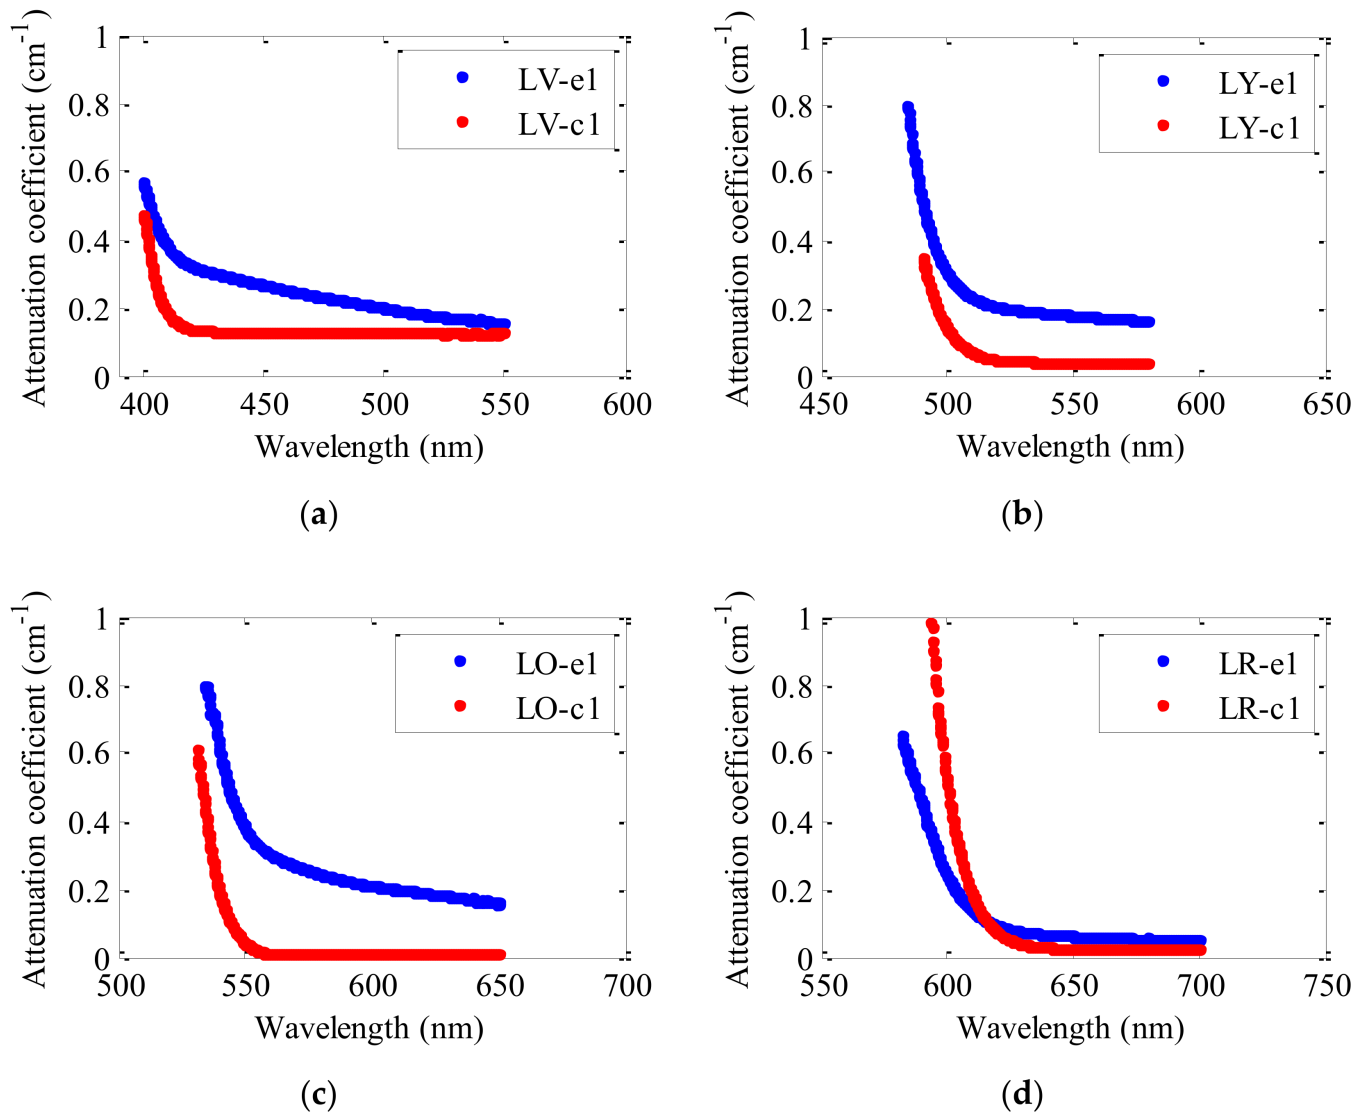 Attenuation coefficient (cm-1)
1
0.8
0.6
0.4
0.2
0
400 450 500 550 600
Wavelength (nm)
LV-e1
LV-c1
(a)
Attenuation coefficient (cm-1)
1
0.8
0.6
0.4
0.2
0
450 500 550 600 650
Wavelength (nm)
LY-e1
LY-c1
(b)
Attenuation coefficient (cm-1)
1
0.8
0.6
0.4
0.2
0
500 550 600 650 700
Wavelength (nm)
LO-e1
LO-c1
(c)
Attenuation coefficient (cm-1)
1
0.8
0.6
0.4
0.2
0
550 600 650 700 750
Wavelength (nm)
LR-e1
LR-c1
(d)